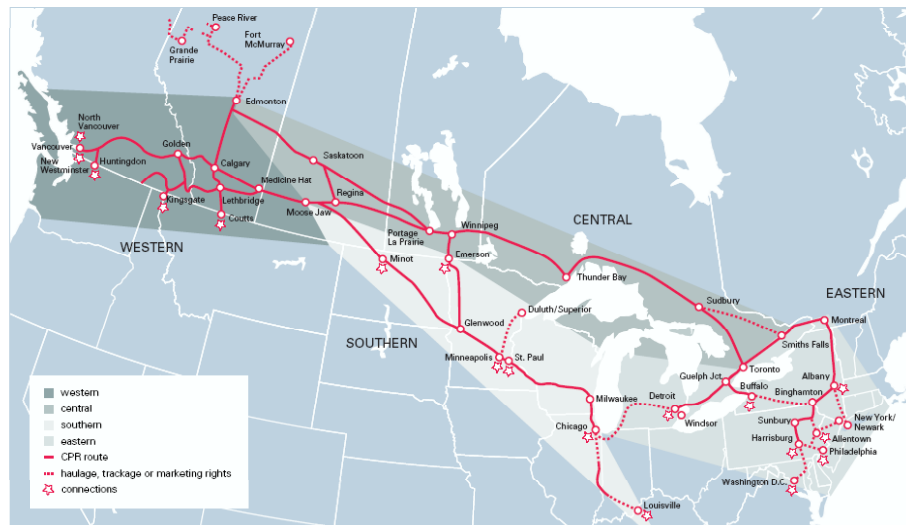 Peace River
Fort
McMurray
Grande
Prairie
Edmonton
North
Vancouver
Vancouver
New
Westminster
Huntingdon
Golden
Calgary
Saskatoon
Medicine Hat
Regina
Kingsgate
Lethbridge
Coutts
Moose Jaw
WESTERN
Portage
La Prairie
Winnipeg
CENTRAL
Minot
Emerson
Thunder Bay
Sudbury
EASTERN
Montreal
Duluth/Superior
Glenwood
SOUTHERN
Smiths Falls
Minneapolis
St. Paul
Toronto
Guelph Jct.
Buffalo
Albany
Binghamton
Milwaukee
Detroit
Windsor
Chicago
Sunbury
New York/
Newark
Harrisburg
Allentown
Philadelphia
Washington D.C.
Louisville
western
central
southern
eastern
CPR route
haulage, trackage or marketing rights
connections